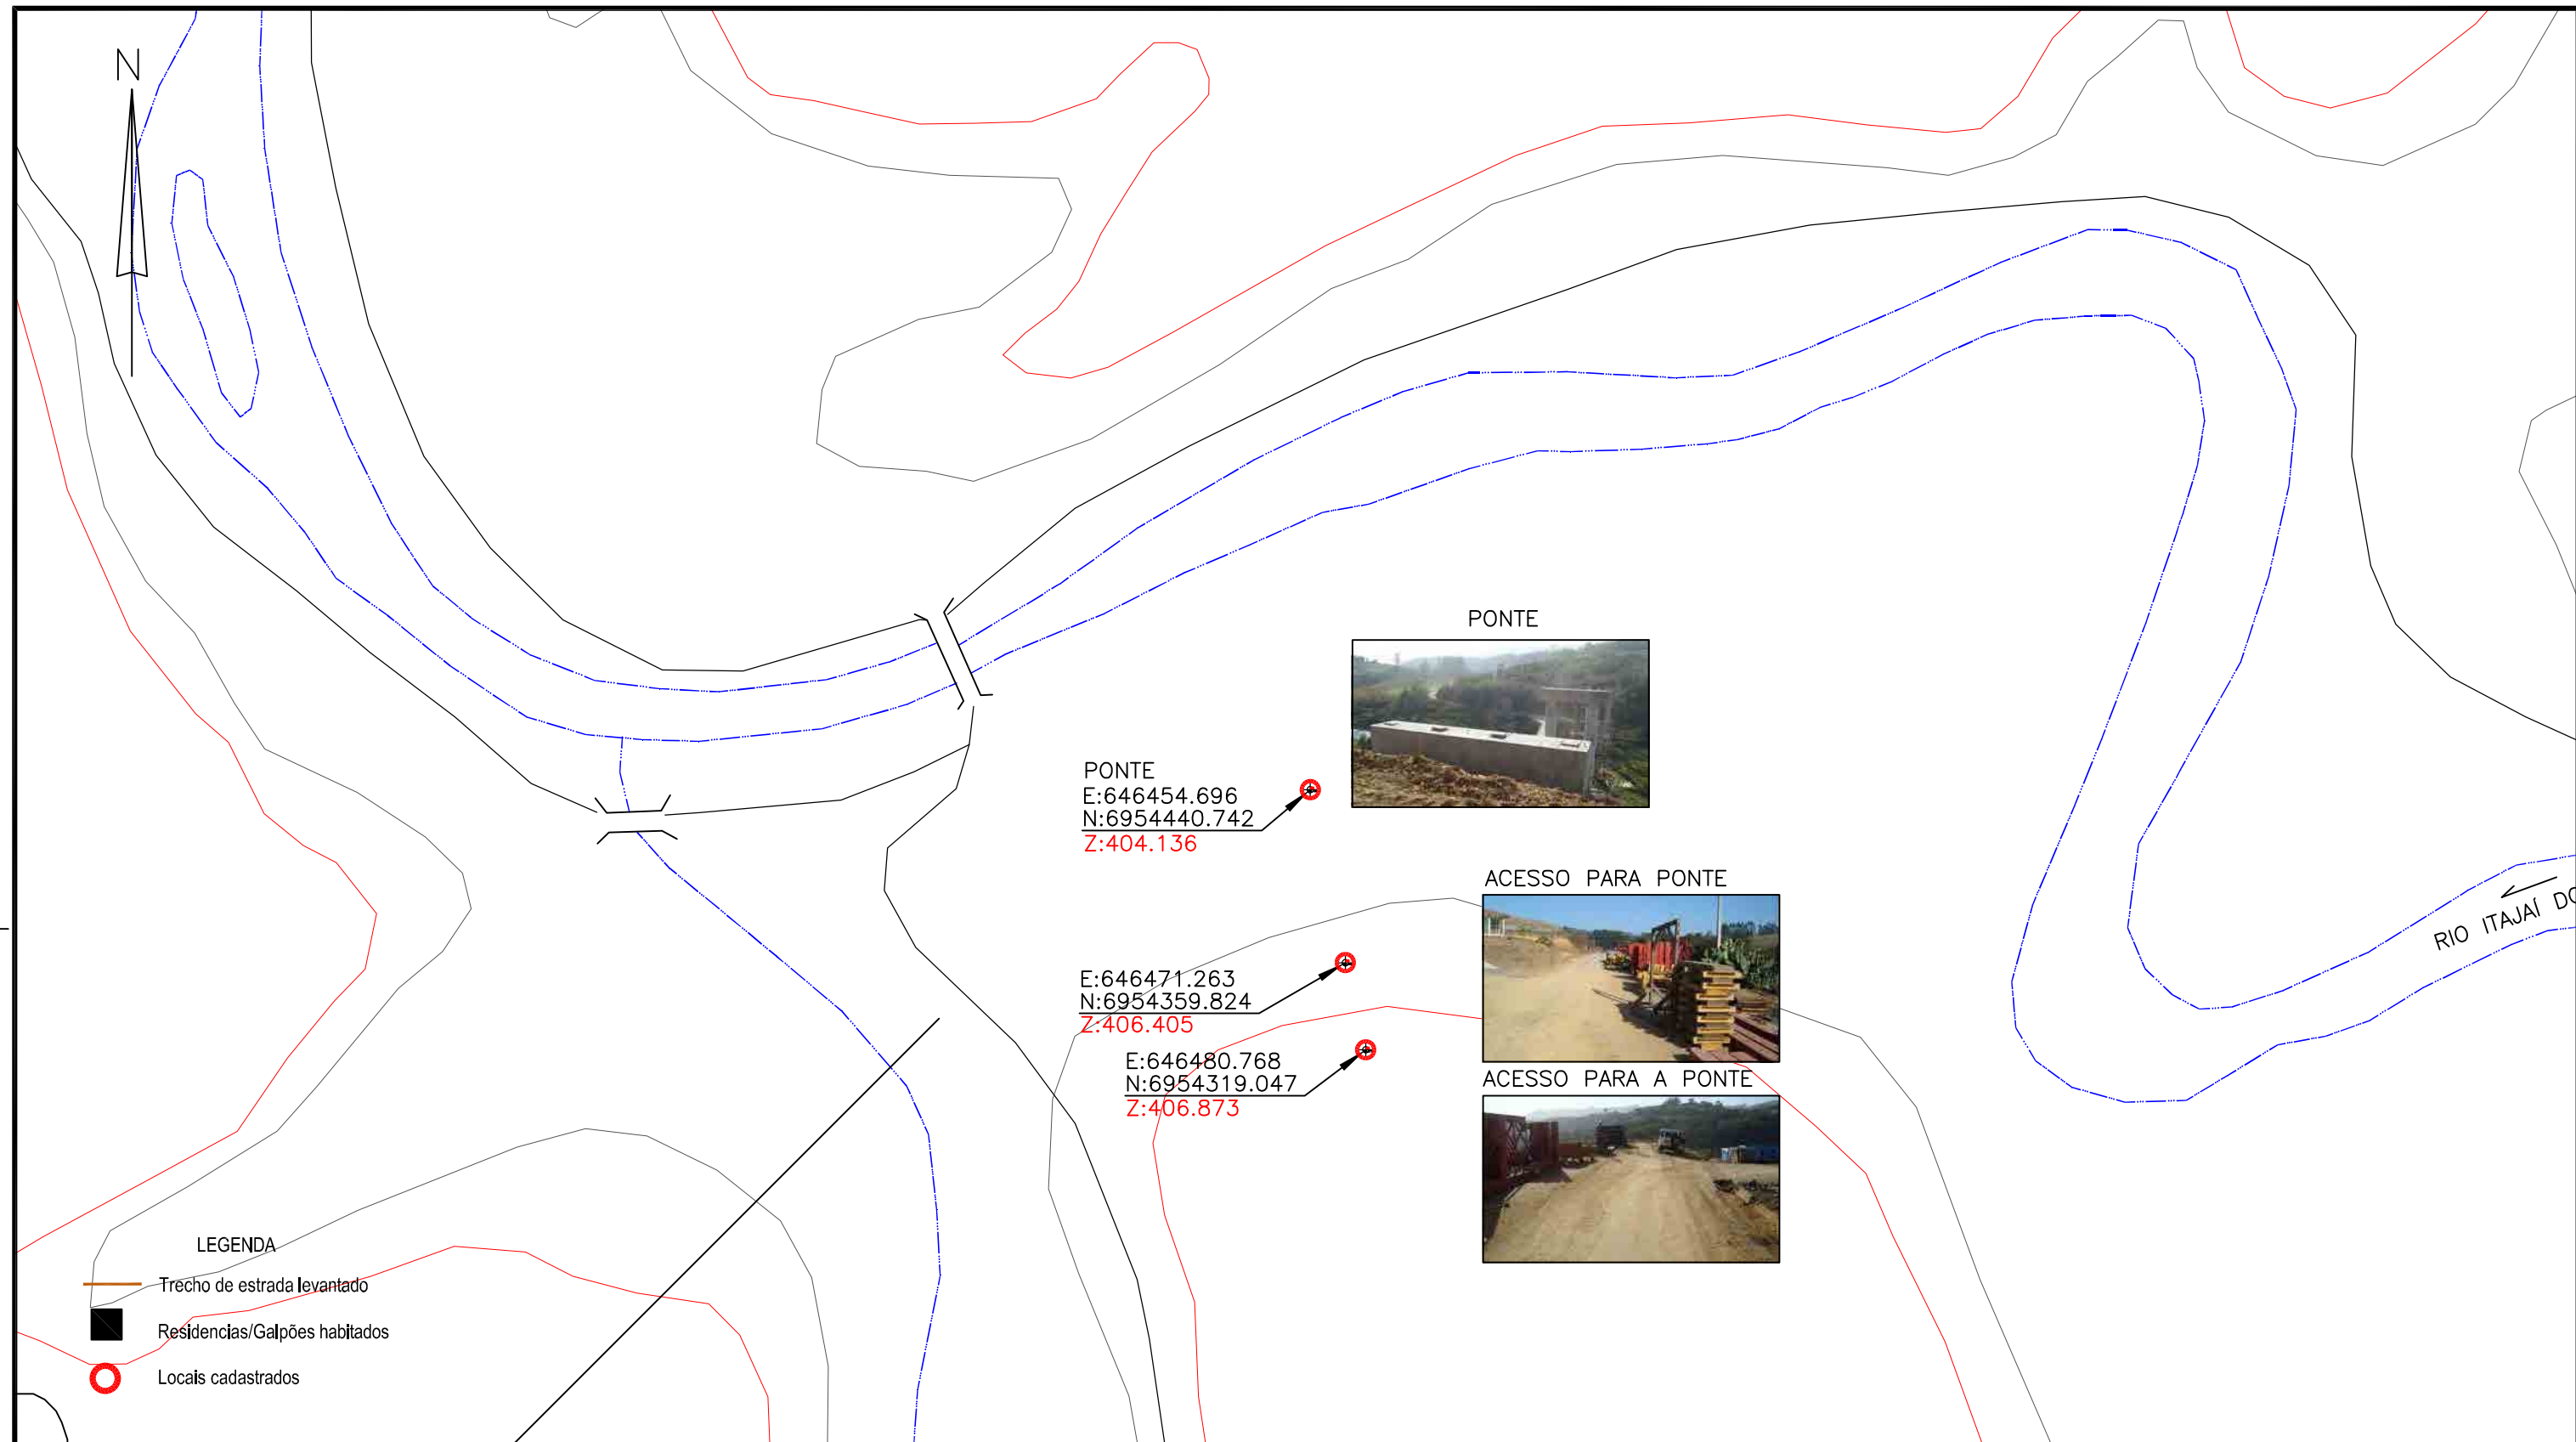 N
PONTE
PONTE
E:646454.696
N:6954440.742
Z:404.136
ACESSO PARA PONTE
RIO ITAJAÍ DO
E:646471.263
N:6954359.824
Z:406.405
E:646480.768
N:6954319.047
Z:406.873
ACESSO PARA A PONTE
LEGENDA
Trecho de estrada levantado
Residencias/Galpões habitados
Locais cadastrados